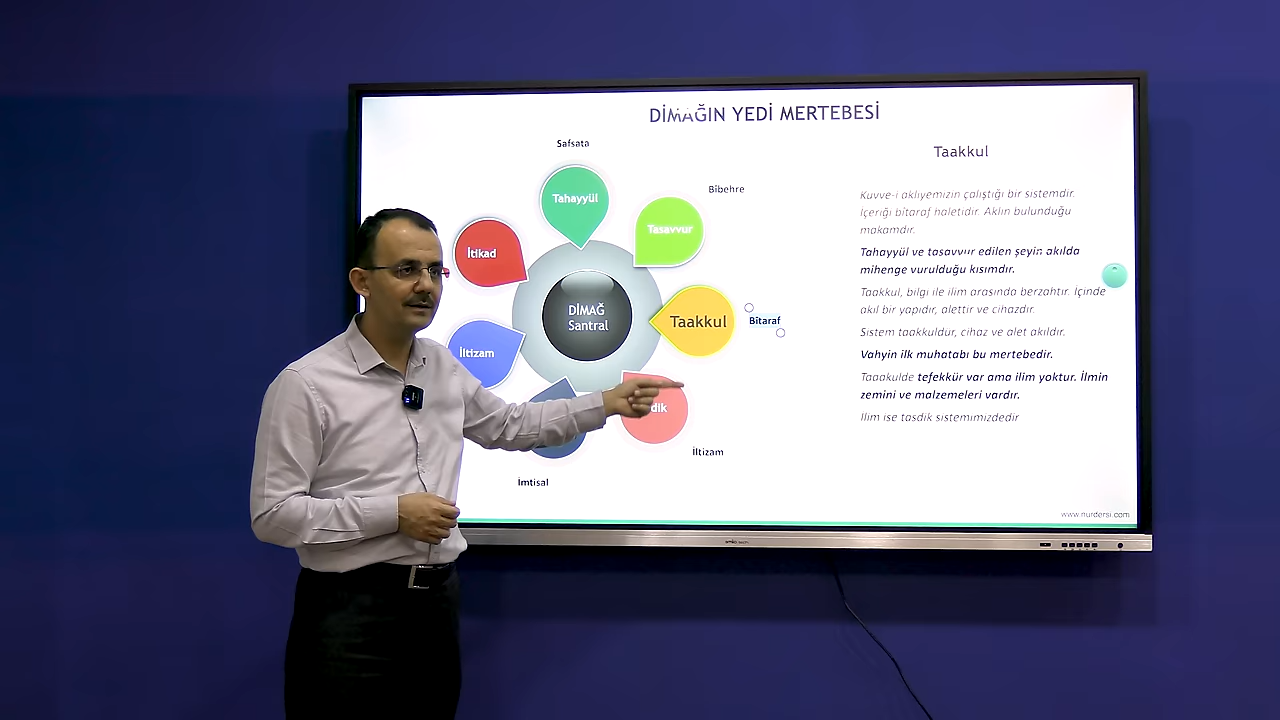 DİMAĞIN YEDİ MERTEBESİ
Safsata
Tahayyül
Bîbehre
Tasavvur
İtikad
DİMAĞ
Santral
Taakkul
Bîtaraf
İltizam
dik
İltizam
İmtisal
Taakkul
Kuvve-i akliyemizin çalıştığı bir sistemdir.
İçeriği bîtaraf haletidir. Aklın bulunduğu
makamdır.
Tahayyül ve tasavvur edilen şeyin akılda
mihenge vurulduğu kısımdır.
Taakkul, bilgi ile ilim arasında berzahtır. İçinde
akıl bir yapıdır, alettir ve cihazdır.
Sistem taakkuldur, cihaz ve alet akıldır.
Vahyin ilk muhatabı bu mertebedir.
Taaakulde tefekkür var ama ilim yoktur. İlmin
zemini ve malzemeleri vardır.
Ilim ise tasdik sistemimizdedir
www.nurdersi.com